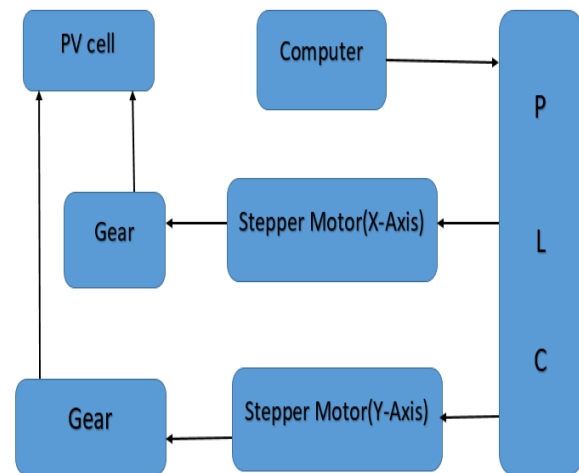 PV cell
Computer
P
L
C
Stepper Motor(X-Axis)
Gear
Stepper Motor(Y-Axis)
Gear